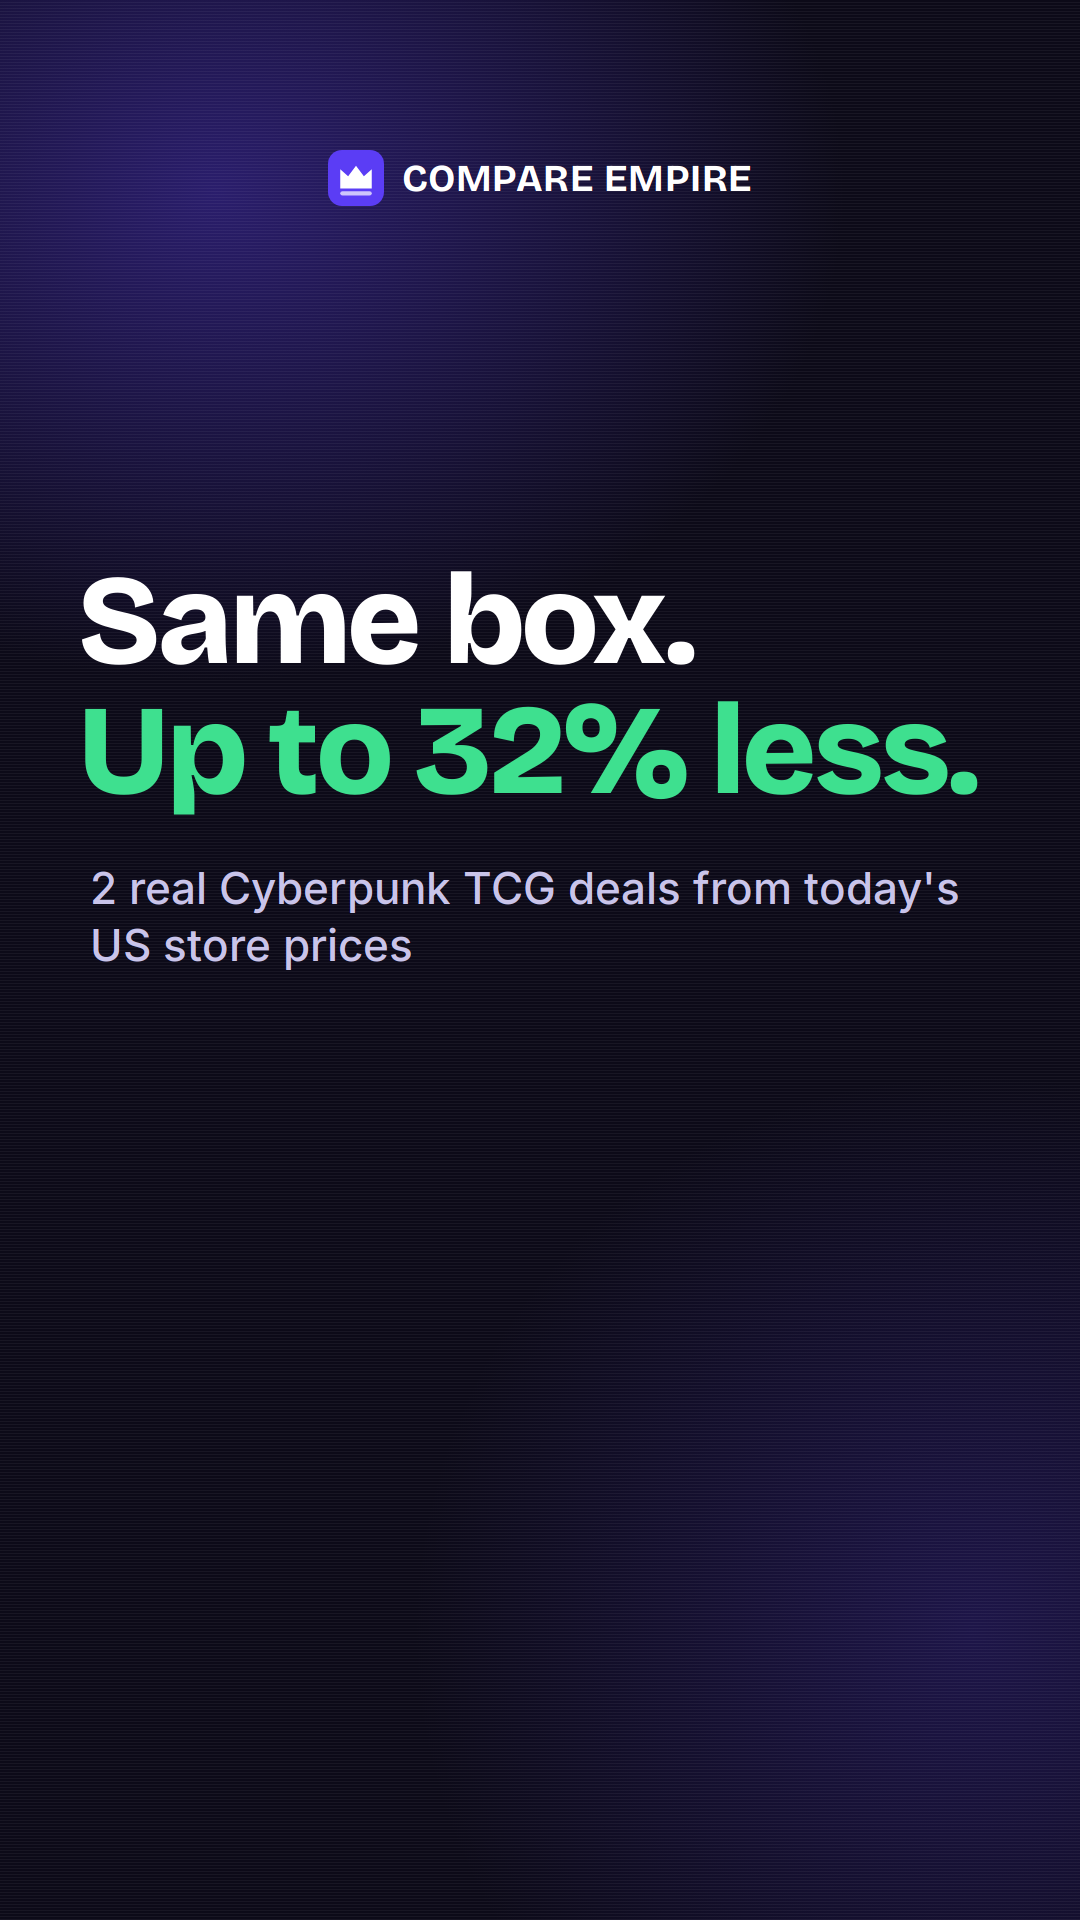 COMPARE EMPIRE
Same box.
Up to 32% less.
2 real Cyberpunk TCG deals from today's
US store prices